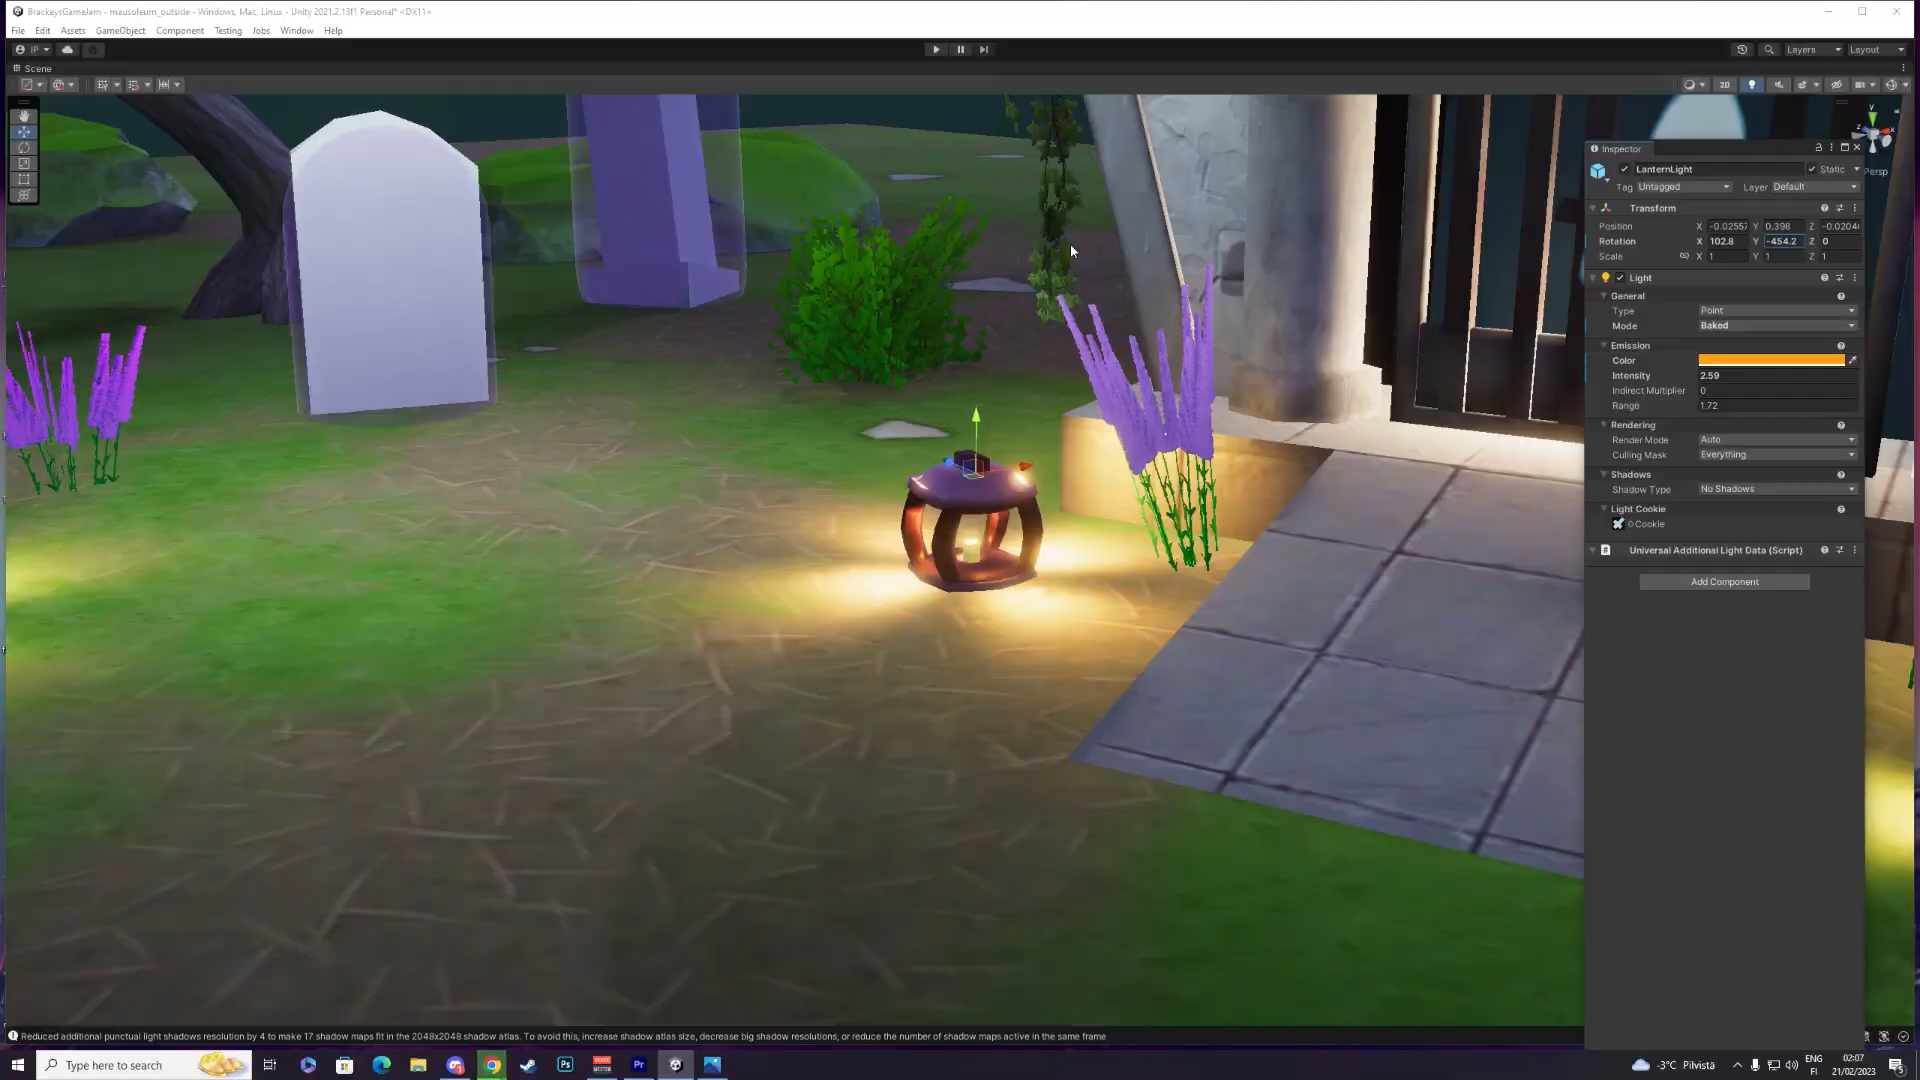 BrackeysGameJam - mausoleum_outside - Windows, Mac, Linux - Unity 2021.2.13f1 Personal* <DX11>
File Edit Assets GameObject Component Testing Jobs Window Help
IP Layers Layout
Scene
2D
y
x
z
Persp
Inspector
LanternLight Static
Tag Untagged Layer Default
Transform
Position X -0.0255 Y 0.398 Z -0.0204
Rotation X 102.8 Y -454.2 Z 0
Scale X 1 Y 1 Z 1
Light
General
Type Point
Mode Baked
Emission
Color
Intensity 2.59
Indirect Multiplier 0
Range 1.72
Rendering
Render Mode Auto
Culling Mask Everything
Shadows
Shadow Type No Shadows
Light Cookie
Cookie
# Universal Additional Light Data (Script)
Add Component
Reduced additional punctual light shadows resolution by 4 to make 17 shadow maps fit in the 2048x2048 shadow atlas. To avoid this, increase shadow atlas size, decrease big shadow resolutions, or reduce the number of shadow maps active in the same frame
Type here to search
Ps
Pr
-3°C Pilvistä
ENG
FI
02:07
21/02/2023
5